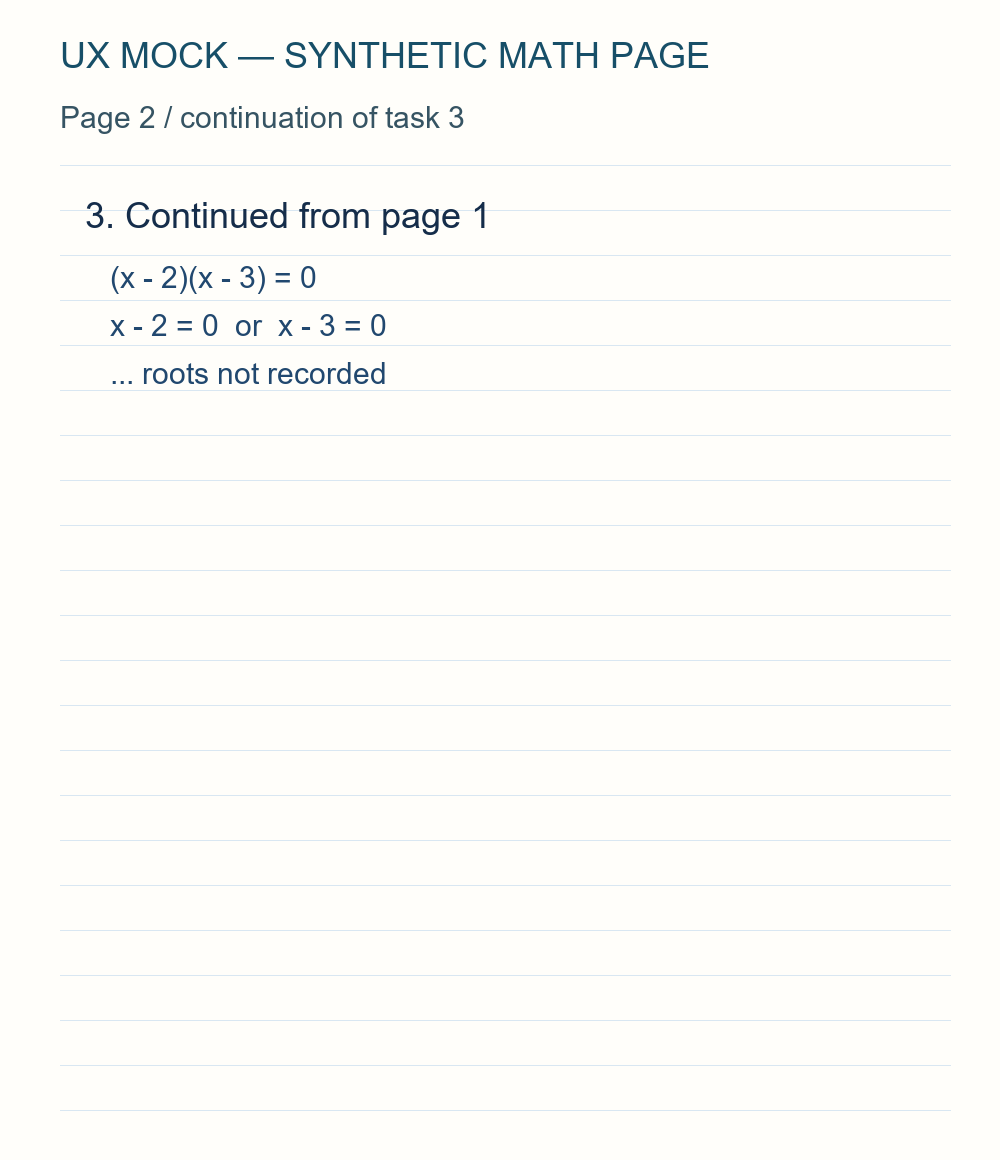 UX MOCK — SYNTHETIC MATH PAGE
Page 2 / continuation of task 3
3. Continued from page 1
(x - 2)(x - 3) = 0
x - 2 = 0  or  x - 3 = 0
... roots not recorded